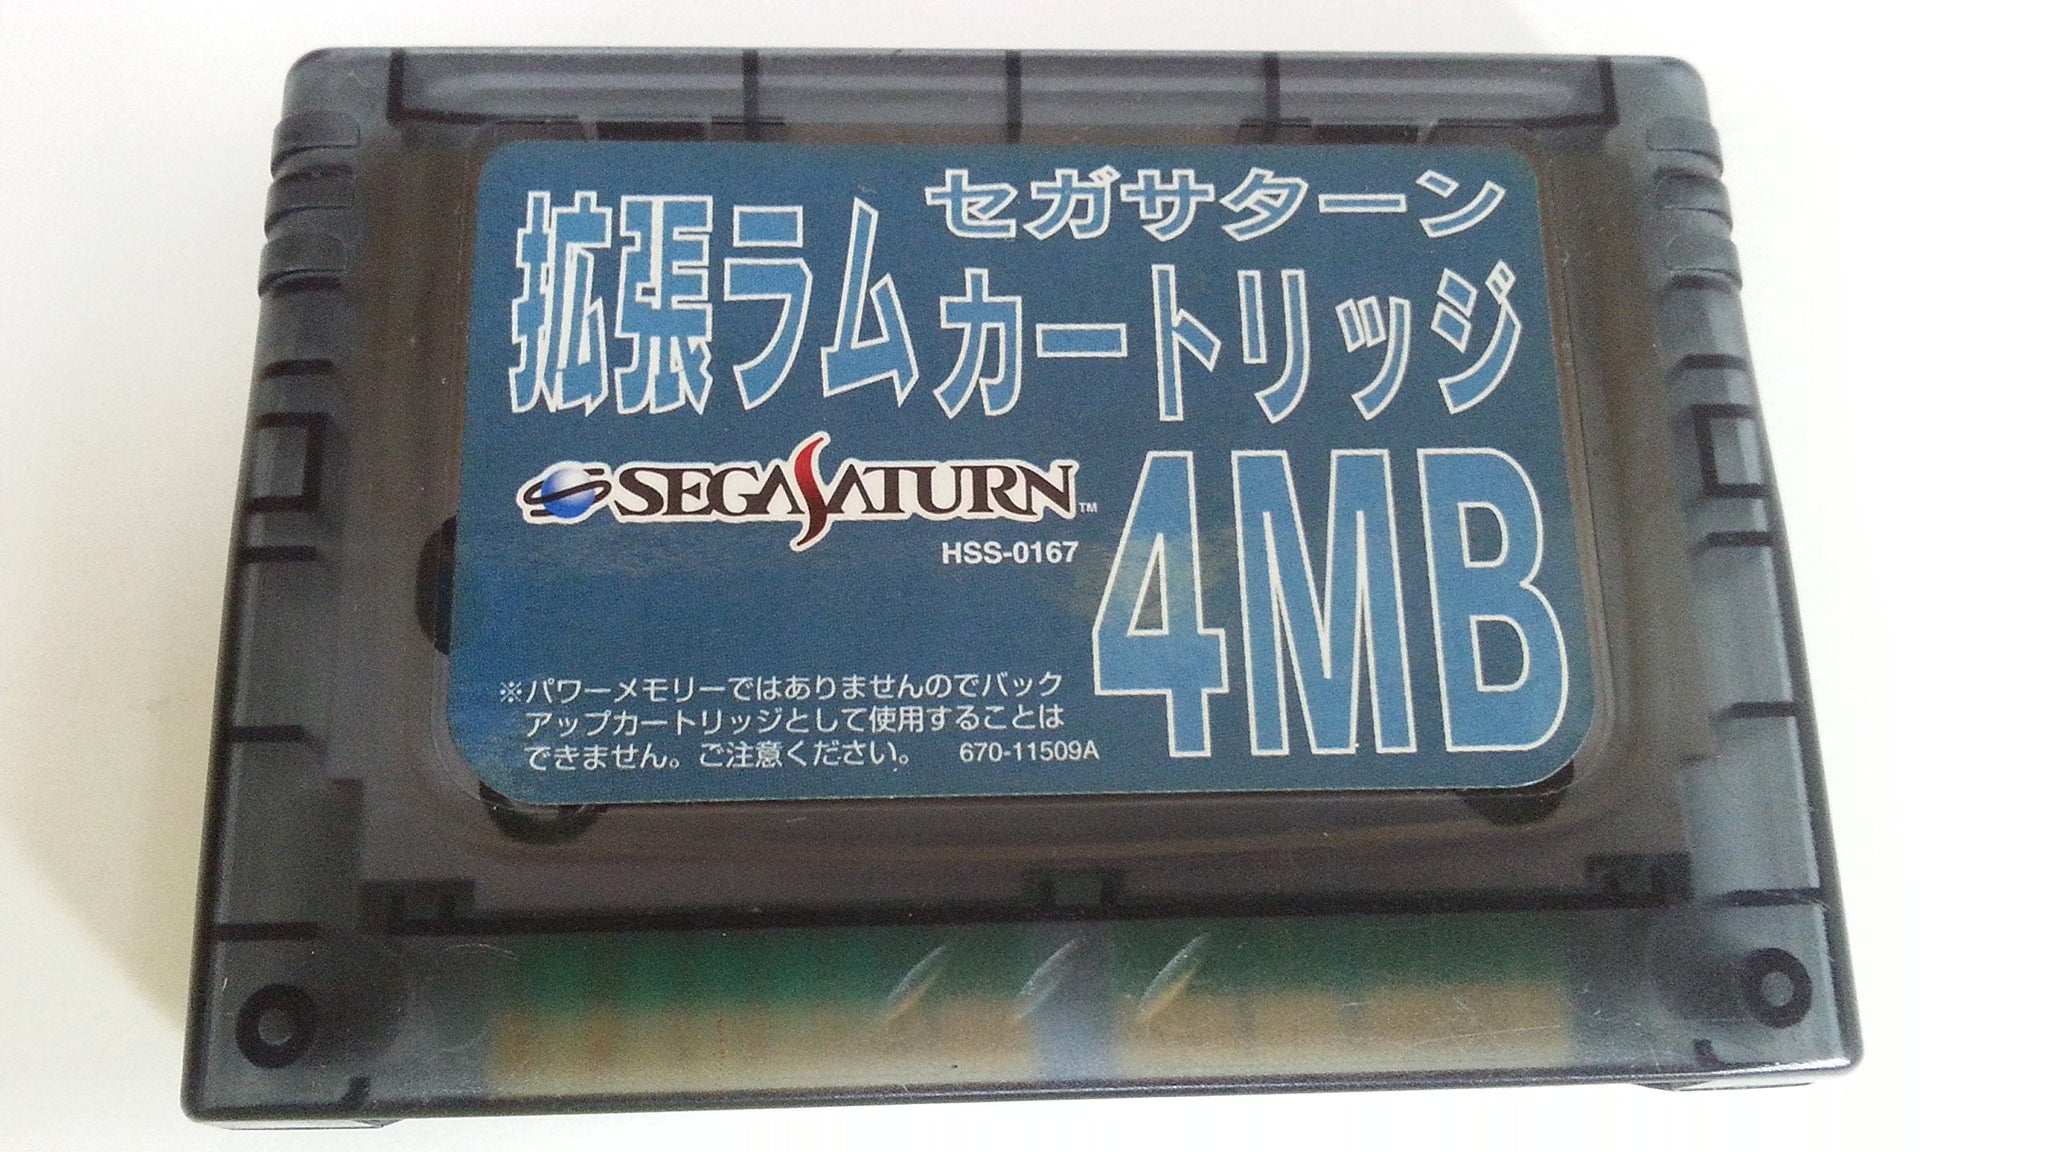 セガサターン
拡張ラムカートリッジ
SEGA SATURN™
HSS-0167
4MB
※パワーメモリーではありませんのでバック
アップカートリッジとして使用することは
できません。ご注意ください。 670-11509A